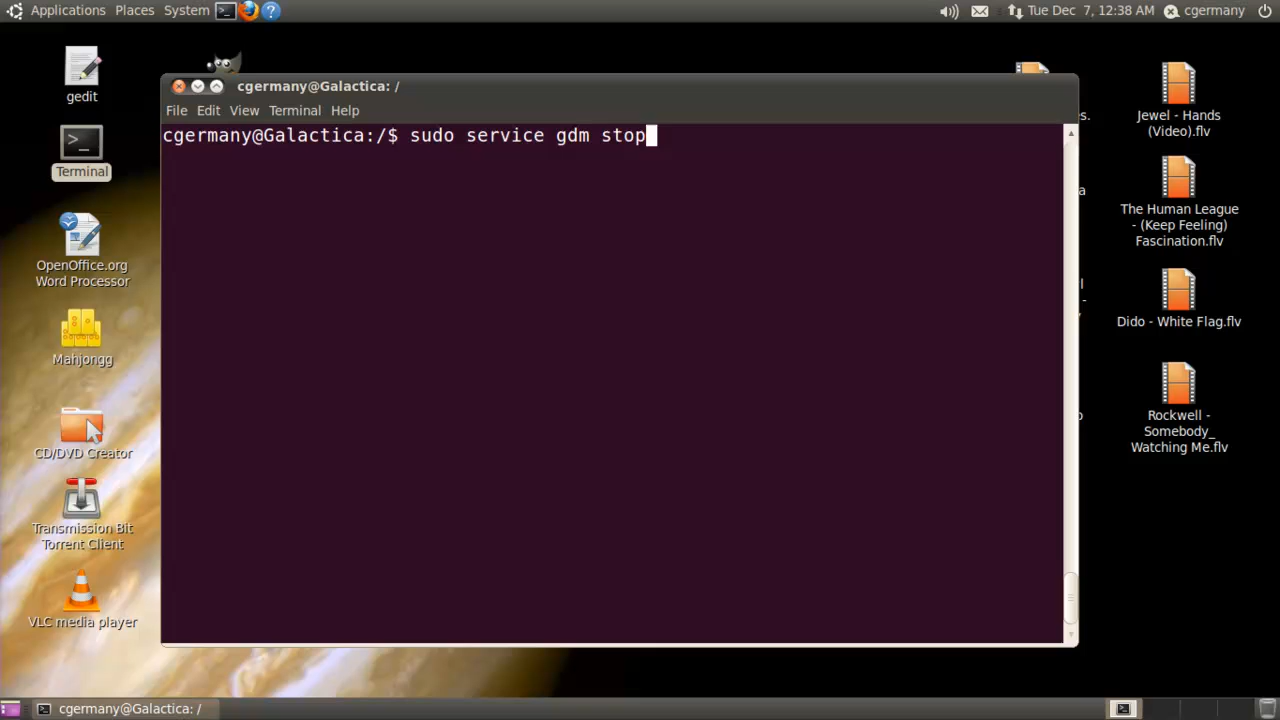 Applications Places System
Tue Dec 7, 12:38 AM cgermany
gedit
Terminal
OpenOffice.org
Word Processor
Mahjongg
CD/DVD Creator
Transmission Bit
Torrent Client
VLC media player
cgermany@Galactica: /
File Edit View Terminal Help
cgermany@Galactica:/$ sudo service gdm stop
Jewel - Hands
(Video).flv
The Human League
- (Keep Feeling)
Fascination.flv
Dido - White Flag.flv
Rockwell -
Somebody_
Watching Me.flv
cgermany@Galactica: /